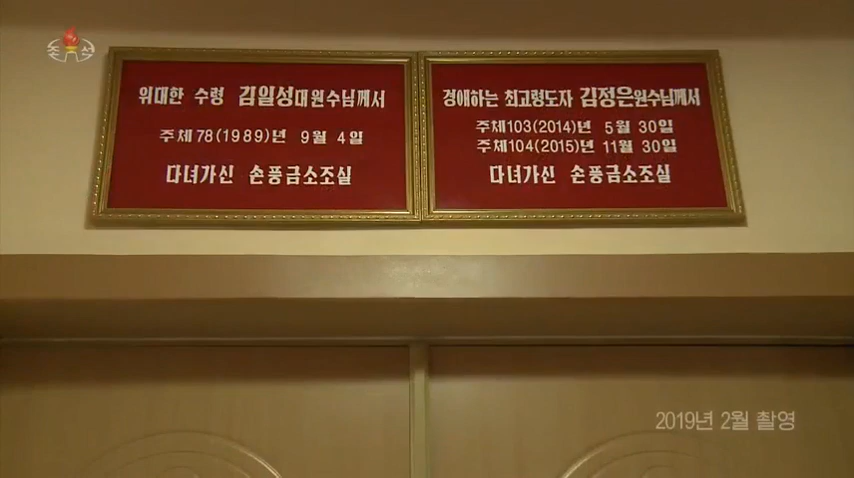 조선
위대한 수령 김일성대원수님께서
주체78(1989)년 9월 4일
다녀가신 손풍금소조실
경애하는 최고령도자 김정은원수님께서
주체103(2014)년 5월 30일
주체104(2015)년 11월 30일
다녀가신 손풍금소조실
2019년 2월 촬영